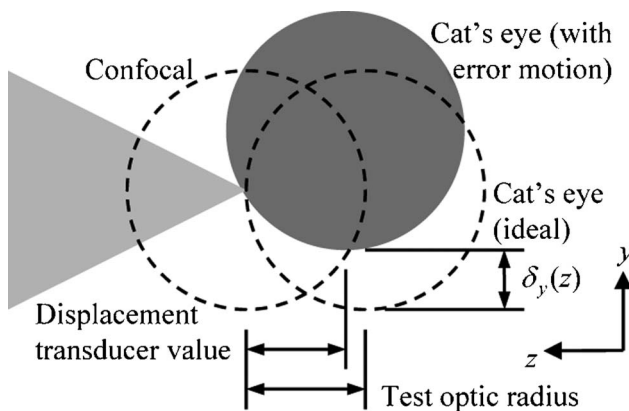 Confocal
Cat's eye (with
error motion)
Cat's eye
(ideal)
δy(z)
y
z
Displacement
transducer value
Test optic radius